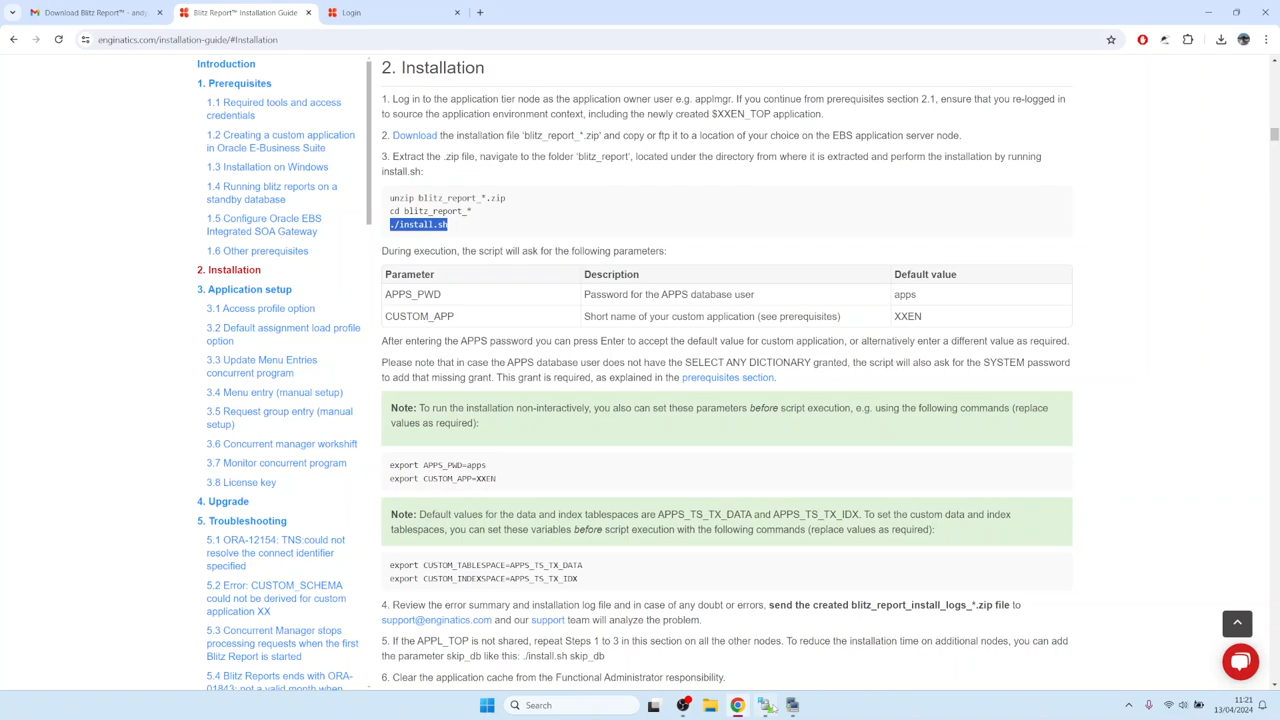 Download Blitz Report™ - andy
Blitz Report™ Installation Guide
Login
enginatics.com/installation-guide/#Installation
Introduction
1. Prerequisites
1.1 Required tools and access
credentials
1.2 Creating a custom application
in Oracle E-Business Suite
1.3 Installation on Windows
1.4 Running blitz reports on a
standby database
1.5 Configure Oracle EBS
Integrated SOA Gateway
1.6 Other prerequisites
2. Installation
3. Application setup
3.1 Access profile option
3.2 Default assignment load profile
option
3.3 Update Menu Entries
concurrent program
3.4 Menu entry (manual setup)
3.5 Request group entry (manual
setup)
3.6 Concurrent manager workshift
3.7 Monitor concurrent program
3.8 License key
4. Upgrade
5. Troubleshooting
5.1 ORA-12154: TNS:could not
resolve the connect identifier
specified
5.2 Error: CUSTOM_SCHEMA
could not be derived for custom
application XX
5.3 Concurrent Manager stops
processing requests when the first
Blitz Report is started
5.4 Blitz Reports ends with ORA-
01843: not a valid month when
2. Installation
1. Log in to the application tier node as the application owner user e.g. applmgr. If you continue from prerequisites section 2.1, ensure that you re-logged in
to source the application environment context, including the newly created $XXEN_TOP application.
2. Download the installation file 'blitz_report_*.zip' and copy or ftp it to a location of your choice on the EBS application server node.
3. Extract the .zip file, navigate to the folder 'blitz_report', located under the directory from where it is extracted and perform the installation by running
install.sh:
unzip blitz_report_*.zip
cd blitz_report_*
./install.sh
During execution, the script will ask for the following parameters:
Parameter Description Default value
APPS_PWD Password for the APPS database user apps
CUSTOM_APP Short name of your custom application (see prerequisites) XXEN
After entering the APPS password you can press Enter to accept the default value for custom application, or alternatively enter a different value as required.
Please note that in case the APPS database user does not have the SELECT ANY DICTIONARY granted, the script will also ask for the SYSTEM password
to add that missing grant. This grant is required, as explained in the prerequisites section.
Note: To run the installation non-interactively, you also can set these parameters before script execution, e.g. using the following commands (replace
values as required):
export APPS_PWD=apps
export CUSTOM_APP=XXEN
Note: Default values for the data and index tablespaces are APPS_TS_TX_DATA and APPS_TS_TX_IDX. To set the custom data and index
tablespaces, you can set these variables before script execution with the following commands (replace values as required):
export CUSTOM_TABLESPACE=APPS_TS_TX_DATA
export CUSTOM_INDEXSPACE=APPS_TS_TX_IDX
4. Review the error summary and installation log file and in case of any doubt or errors, send the created blitz_report_install_logs_*.zip file to
support@enginatics.com and our support team will analyze the problem.
5. If the APPL_TOP is not shared, repeat Steps 1 to 3 in this section on all the other nodes. To reduce the installation time on additional nodes, you can add
the parameter skip_db like this: ./install.sh skip_db
6. Clear the application cache from the Functional Administrator responsibility.
Search
11:21
13/04/2024